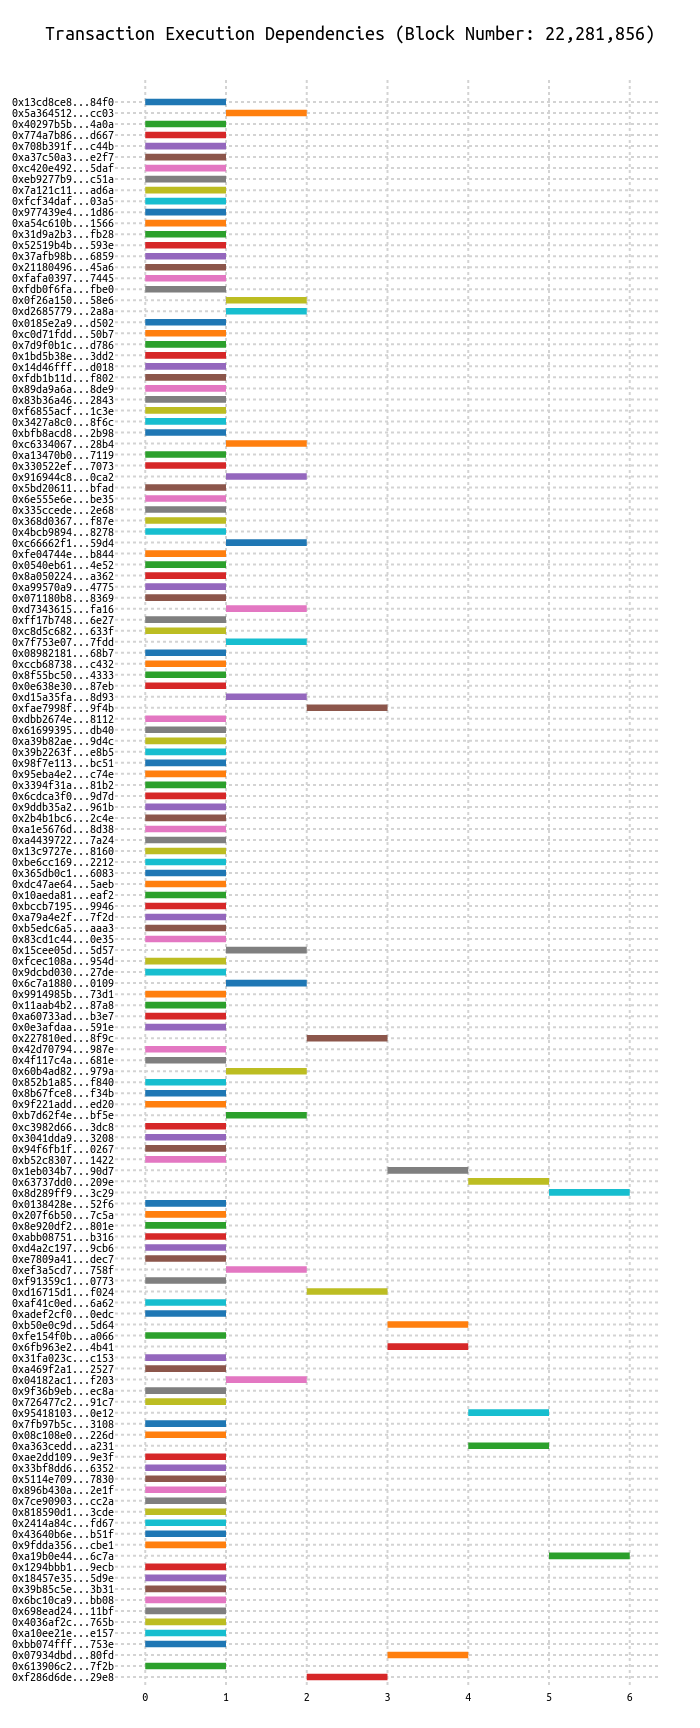 Transaction Execution Dependencies (Block Number: 22,281,856)
0x13cd8ce8...84f0
0x5a364512...cc03
0x40297b5b...4a0a
0x774a7b86...d667
0x708b391f...c44b
0xa37c50a3...e2f7
0xc420e492...5daf
0xeb9277b9...c51a
0x7a121c11...ad6a
0xfcf34daf...03a5
0x977439e4...1d86
0xa54c610b...1566
0x31d9a2b3...fb28
0x52519b4b...593e
0x37afb98b...6859
0x21180496...45a6
0xfafa0397...7445
0xfdb0f6fa...fbe0
0x0f26a150...58e6
0xd2685779...2a8a
0x0185e2a9...d502
0xc0d71fdd...50b7
0x7d9f0b1c...d786
0x1bd5b38e...3dd2
0x14d46fff...d018
0xfdb1b11d...f802
0x89da9a6a...8de9
0x83b36a46...2843
0xf6855acf...1c3e
0x3427a8c0...8f6c
0xbfb8acd8...2b98
0xc6334067...28b4
0xa13470b0...7119
0x330522ef...7073
0x916944c8...0ca2
0x5bd20611...bfad
0x6e555e6e...be35
0x335ccede...2e68
0x368d0367...f87e
0x4bcb9894...8278
0xc66662f1...59d4
0xfe04744e...b844
0x0540eb61...4e52
0x8a050224...a362
0xa99570a9...4775
0x071180b8...8369
0xd7343615...fa16
0xff17b748...6e27
0xc8d5c682...633f
0x7f753e07...7fdd
0x08982181...68b7
0xccb68738...c432
0x8f55bc50...4333
0x0e638e30...87eb
0xd15a35fa...8d93
0xfae7998f...9f4b
0xdbb2674e...8112
0x61699395...db40
0xa39b82ae...9d4c
0x39b2263f...e8b5
0x98f7e113...bc51
0x95eba4e2...c74e
0x3394f31a...81b2
0x6cdca3f0...9d7d
0x9ddb35a2...961b
0x2b4b1bc6...2c4e
0xa1e5676d...8d38
0xa4439722...7a24
0x13c9727e...8160
0xbe6cc169...2212
0x365db0c1...6083
0xdc47ae64...5aeb
0x10aeda81...eaf2
0xbccb7195...9946
0xa79a4e2f...7f2d
0xb5edc6a5...aaa3
0x83cd1c44...0e35
0x15cee05d...5d57
0xfcec108a...954d
0x9dcbd030...27de
0x6c7a1880...0109
0x9914985b...73d1
0x11aab4b2...87a8
0xa60733ad...b3e7
0x0e3afdaa...591e
0x227810ed...8f9c
0x42d70794...987e
0x4f117c4a...681e
0x60b4ad82...979a
0x852b1a85...f840
0x8b67fce8...f34b
0x9f221add...ed20
0xb7d62f4e...bf5e
0xc3982d66...3dc8
0x3041dda9...3208
0x94f6fb1f...0267
0xb52c8307...1422
0x1eb034b7...90d7
0x63737dd0...209e
0x8d289ff9...3c29
0x0138428e...52f6
0x207f6b50...7c5a
0x8e920df2...801e
0xabb08751...b316
0xd4a2c197...9cb6
0xe7809a41...dec7
0xef3a5cd7...758f
0xf91359c1...0773
0xd16715d1...f024
0xaf41c0ed...6a62
0xadef2cf0...0edc
0xb50e0c9d...5d64
0xfe154f0b...a066
0x6fb963e2...4b41
0x31fa023c...c153
0xa469f2a1...2527
0x04182ac1...f203
0x9f36b9eb...ec8a
0x726477c2...91c7
0x95418103...0e12
0x7fb97b5c...3108
0x08c108e0...226d
0xa363cedd...a231
0xae2dd109...9e3f
0x33bf8dd6...6352
0x5114e709...7830
0x896b430a...2e1f
0x7ce90903...cc2a
0x818590d1...3cde
0x2414a84c...fd67
0x43640b6e...b51f
0x9fdda356...cbe1
0xa19b0e44...6c7a
0x1294bbb1...9ecb
0x18457e35...5d9e
0x39b85c5e...3b31
0x6bc10ca9...bb08
0x698ead24...11bf
0x4036af2c...765b
0xa10ee21e...e157
0xbb074fff...753e
0x07934dbd...80fd
0x613906c2...7f2b
0xf286d6de...29e8
0 1 2 3 4 5 6